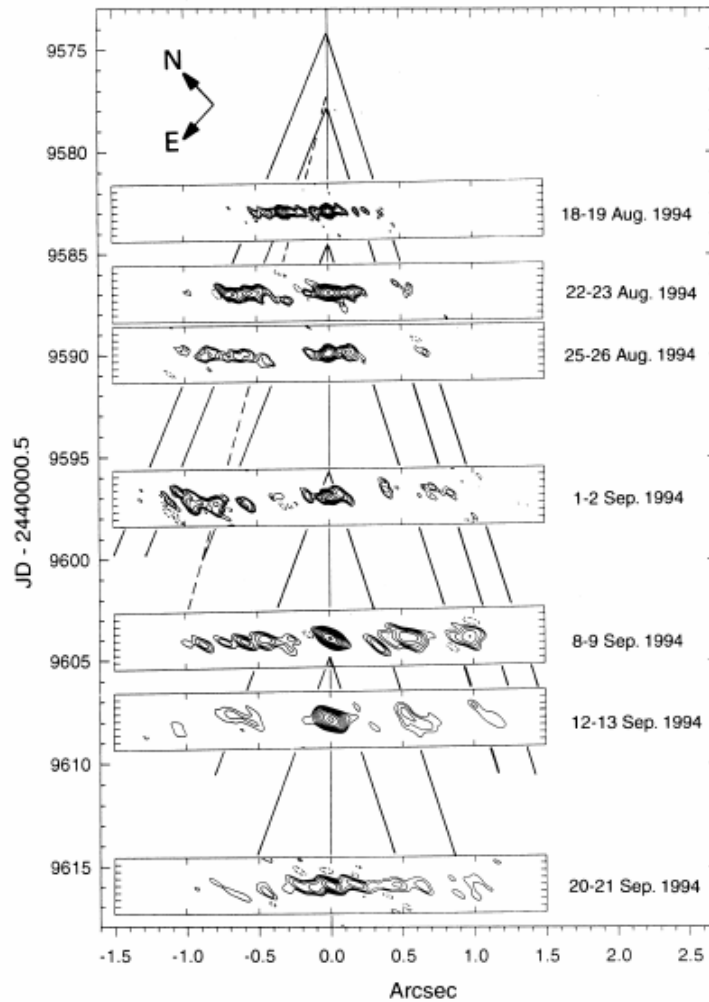 N
E
9573
9575
9580
9585
9590
9595
9600
9605
9610
9615
JD - 2440000.5
18-19 Aug. 1994
22-23 Aug. 1994
25-26 Aug. 1994
1-2 Sep. 1994
8-9 Sep. 1994
12-13 Sep. 1994
20-21 Sep. 1994
-1.5 -1.0 -0.5 0.0 0.5 1.0 1.5 2.0 2.5
Arcsec